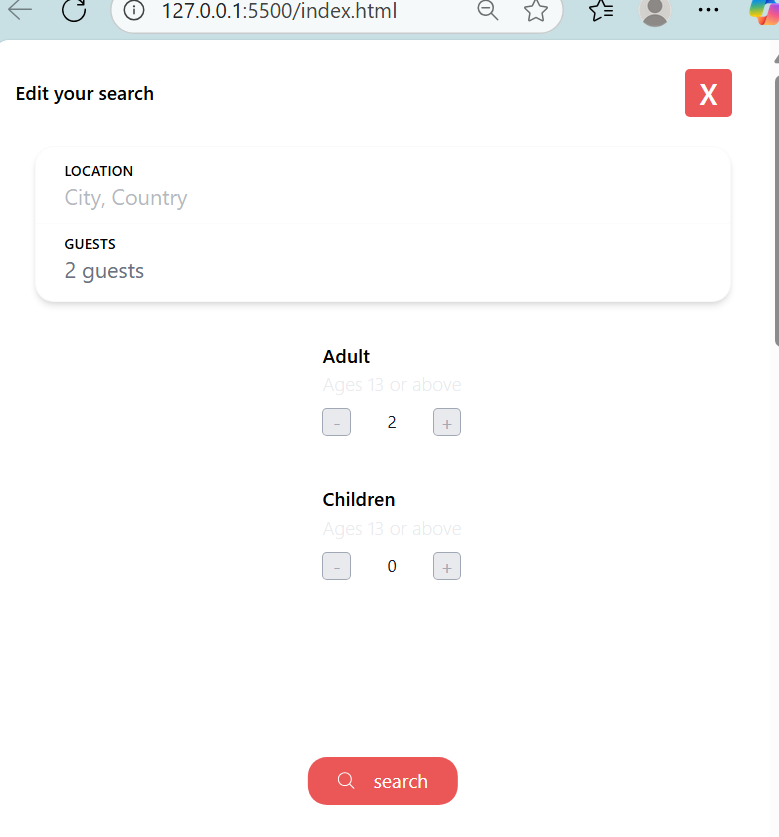 127.0.0.1:5500/index.html
Edit your search
X
LOCATION
City, Country
GUESTS
2 guests
Adult
Ages 13 or above
- 2 +
Children
Ages 13 or above
- 0 +
search